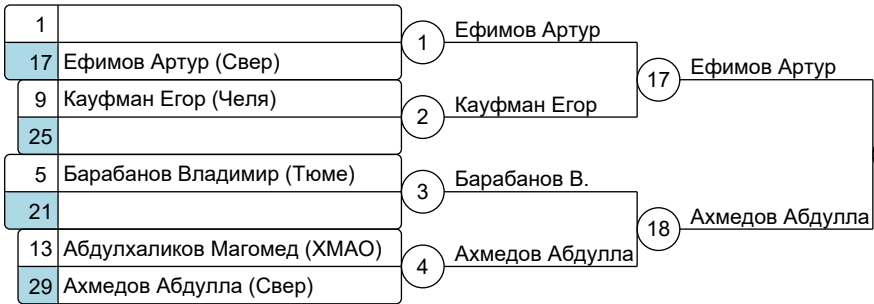 1
17 Ефимов Артур (Свер)
9 Кауфман Егор (Челя)
25
5 Барабанов Владимир (Тюме)
21
13 Абдулхаликов Магомед (ХМАО)
29 Ахмедов Абдулла (Свер)
1 Ефимов Артур
2 Кауфман Егор
3 Барабанов В.
4 Ахмедов Абдулла
17 Ефимов Артур
18 Ахмедов Абдулла